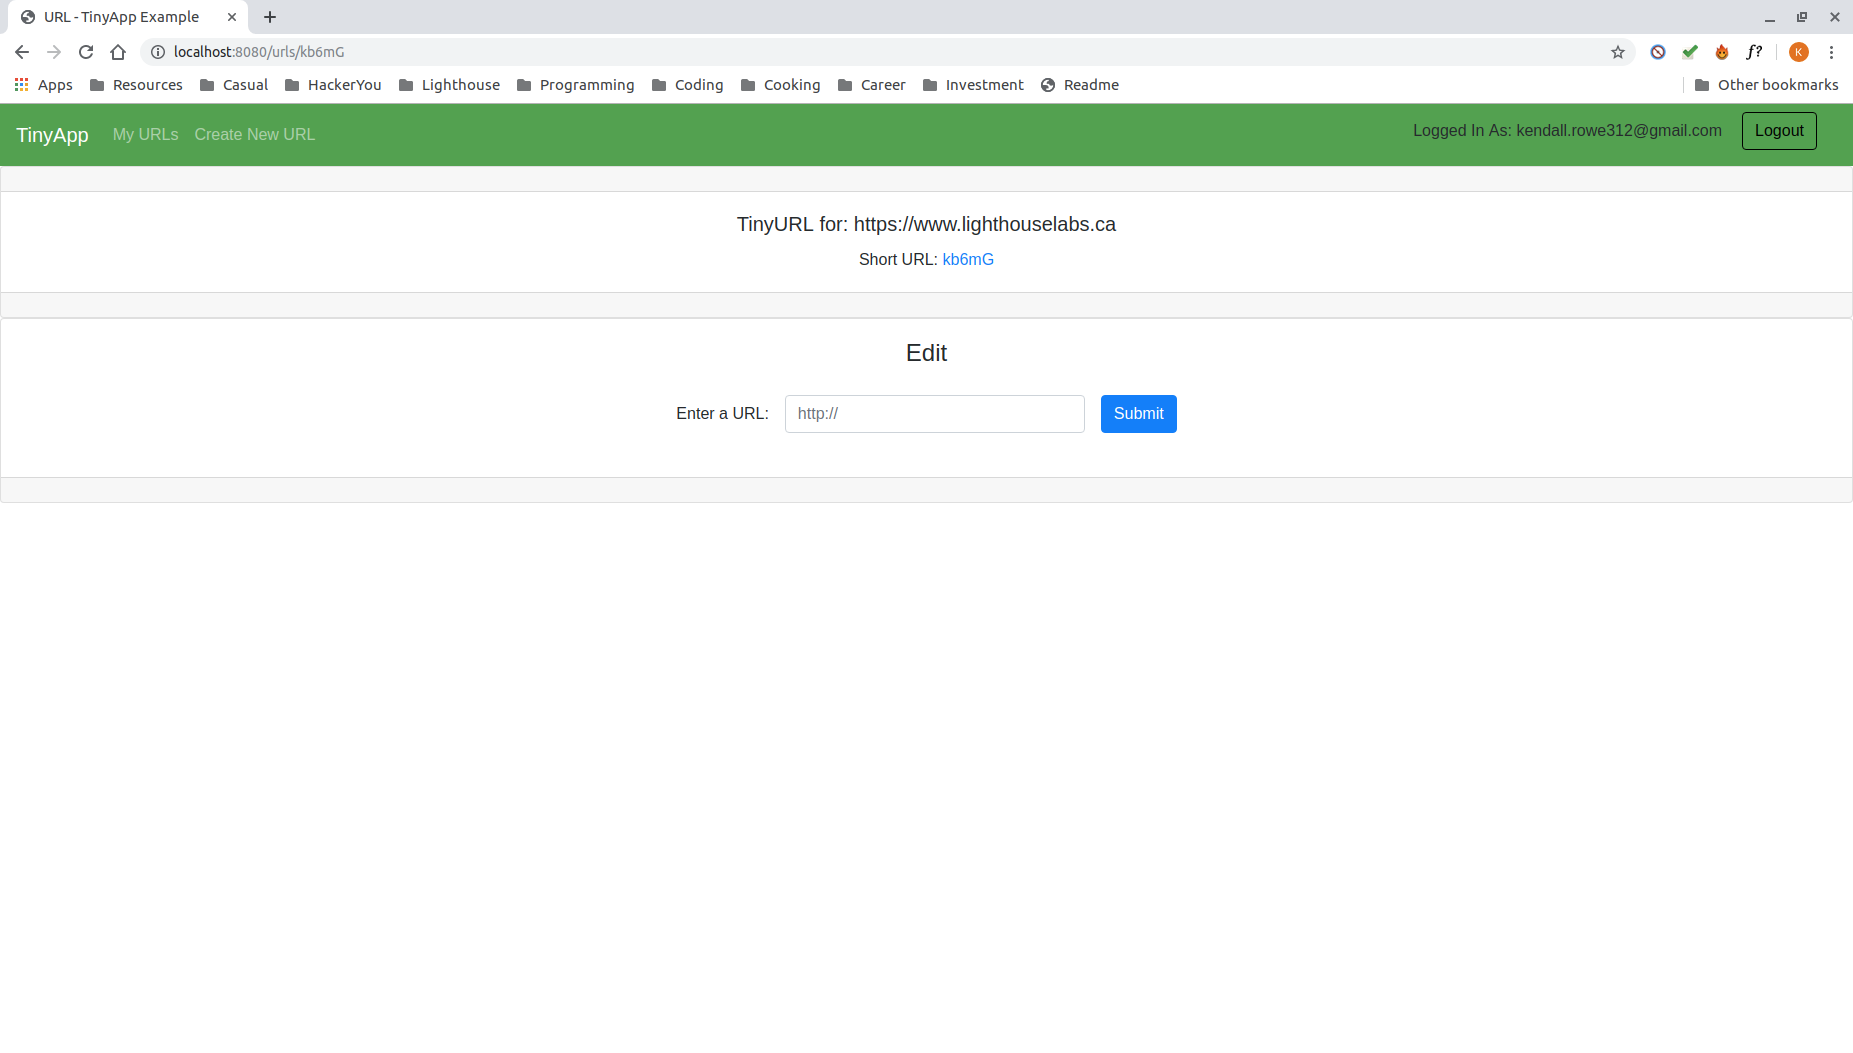 URL - TinyApp Example
localhost:8080/urls/kb6mG
f?
K
Apps Resources Casual HackerYou Lighthouse Programming Coding Cooking Career Investment Readme Other bookmarks
TinyApp My URLs Create New URL Logged In As: kendall.rowe312@gmail.com Logout
TinyURL for: https://www.lighthouselabs.ca
Short URL: kb6mG
Edit
Enter a URL: http:// Submit